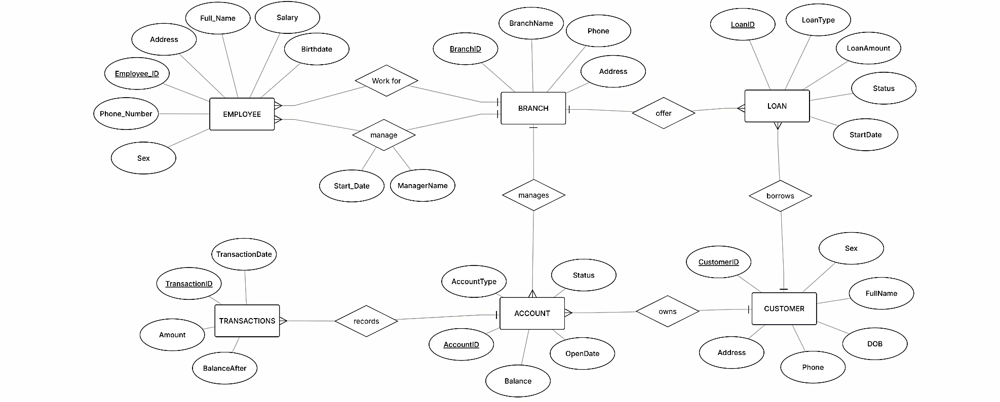 Full_Name
Salary
Address
Birthdate
Employee_ID
Phone_Number
EMPLOYEE
Sex
Work for
manage
Start_Date
ManagerName
BranchID
BranchName
Phone
Address
BRANCH
offer
LoanID
LoanType
LoanAmount
Status
LOAN
StartDate
manages
borrows
TransactionDate
TransactionID
TRANSACTIONS
Amount
BalanceAfter
records
AccountType
Status
ACCOUNT
AccountID
OpenDate
Balance
owns
CustomerID
Sex
FullName
CUSTOMER
DOB
Address
Phone